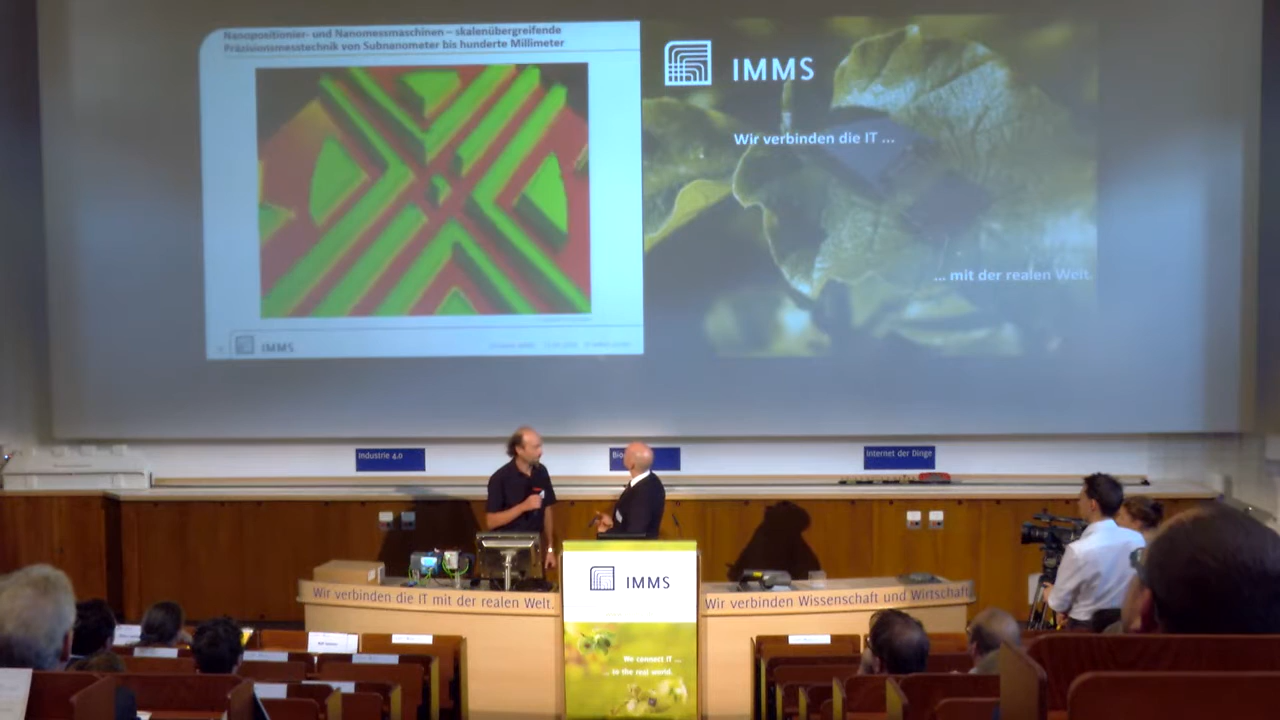 Nanopositionier- und Nanomessmaschinen – skalenübergreifende
Präzisionsmesstechnik von Subnanometer bis hunderte Millimeter
IMMS
IMMS
Wir verbinden die IT ...
... mit der realen Welt.
Industrie 4.0
Bio
Internet der Dinge
Wir verbinden die IT mit der realen Welt.
IMMS
Wir verbinden Wissenschaft und Wirtschaft
We connect IT ...
... to the real world.